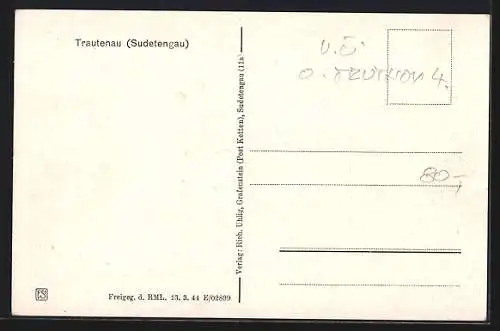 Trautenau (Sudetengau)
Verlag: Rich. Uhlig, Grafenstein (Post Ketten), Sudetengau (11a)
80,-
Freigeg. d. RML. 13. 3. 44 E/02899